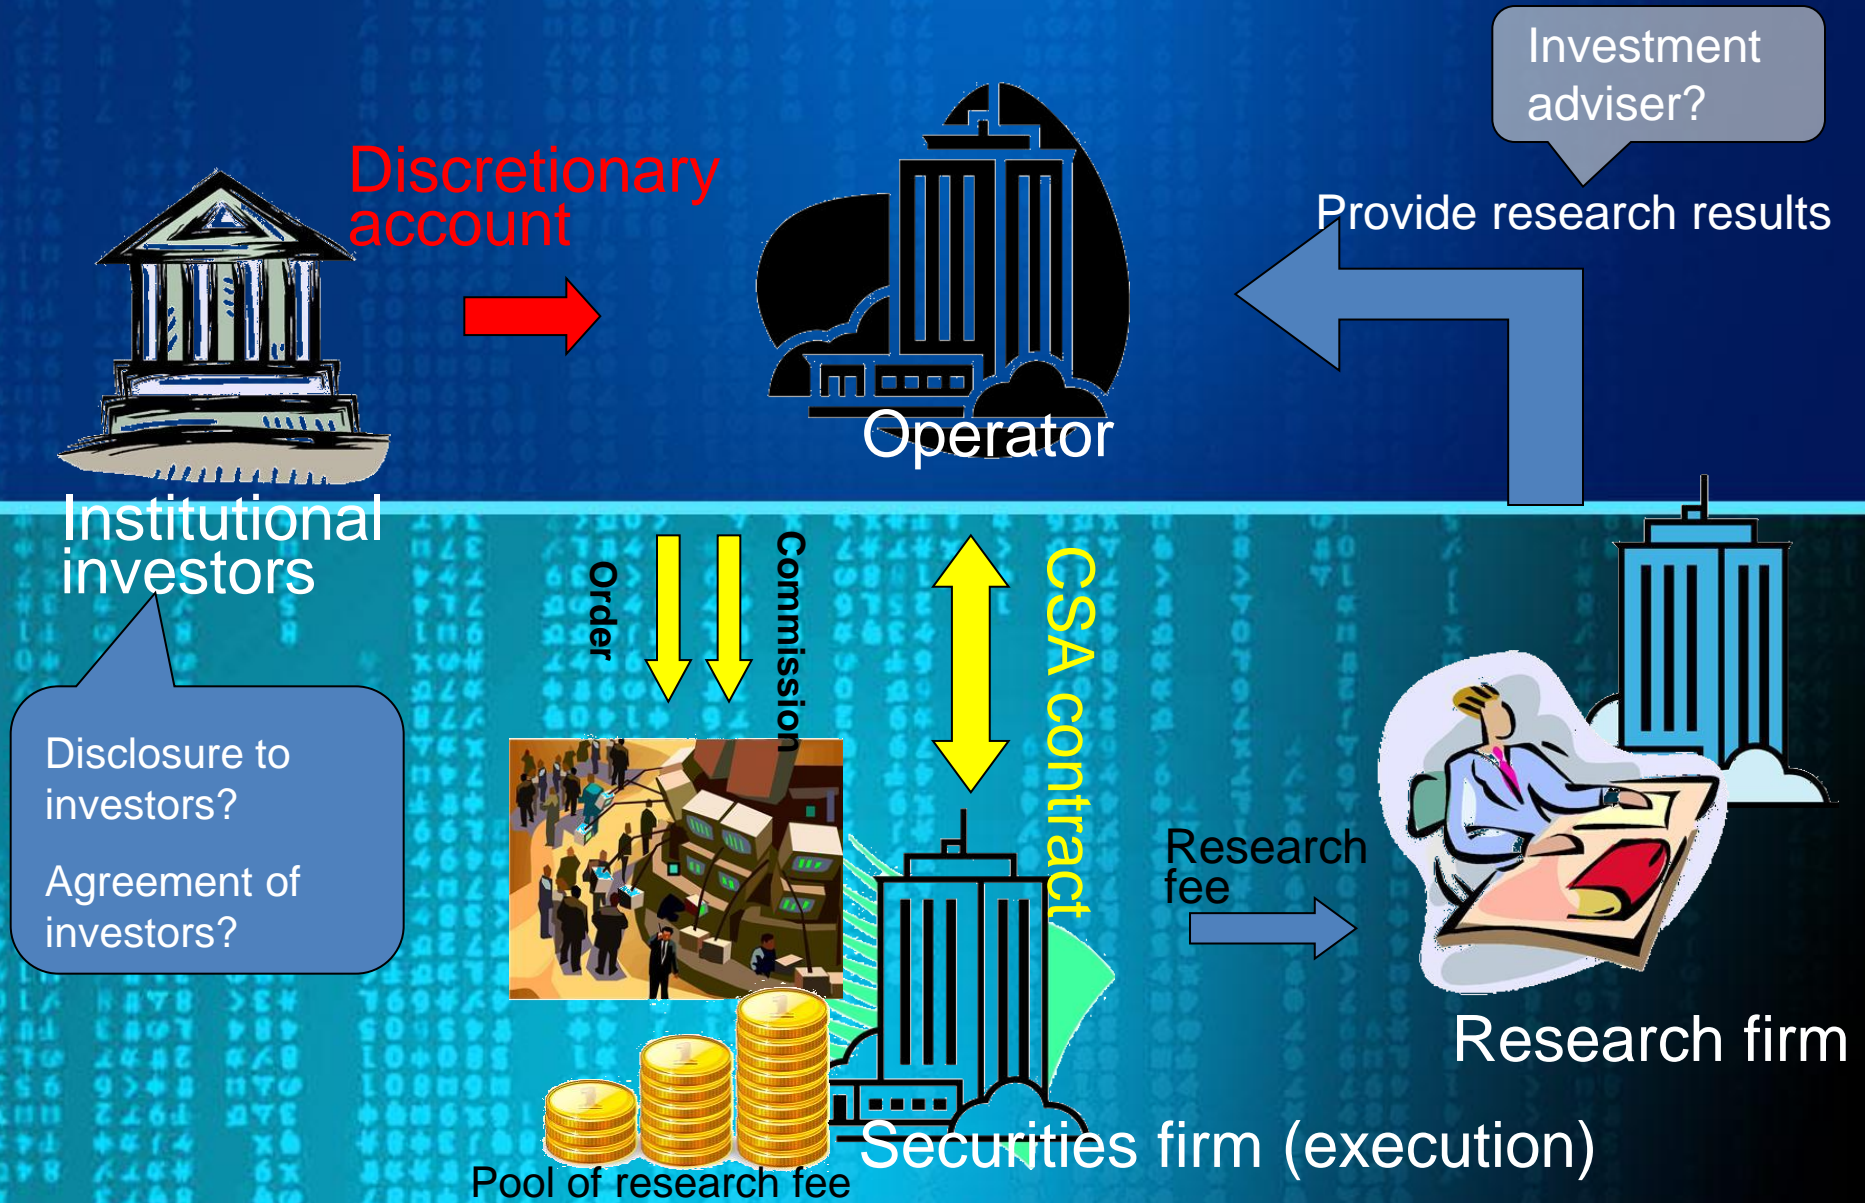 Investment
adviser?
Discretionary
account
Provide research results
Operator
Institutional
investors
Order
Commission
CSA contract
Disclosure to
investors?
Agreement of
investors?
Research
fee
Research firm
Securities firm (execution)
Pool of research fee